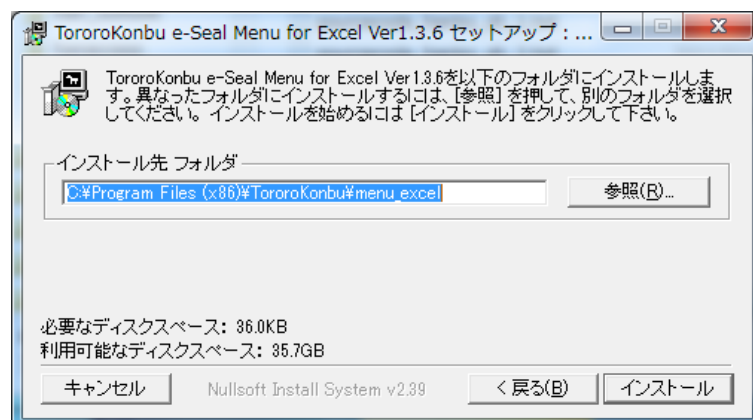 TororoKonbu e-Seal Menu for Excel Ver1.3.6 セットアップ : ...
TororoKonbu e-Seal Menu for Excel Ver1.3.6を以下のフォルダにインストールしま
す。異なったフォルダにインストールするには、[参照] を押して、別のフォルダを選択
してください。 インストールを始めるには [インストール] をクリックして下さい。
インストール先 フォルダ
C:¥Program Files (x86)¥TororoKonbu¥menu_excel
参照(R)...
必要なディスクスペース: 36.0KB
利用可能なディスクスペース: 35.7GB
キャンセル
Nullsoft Install System v2.39
< 戻る(B)
インストール